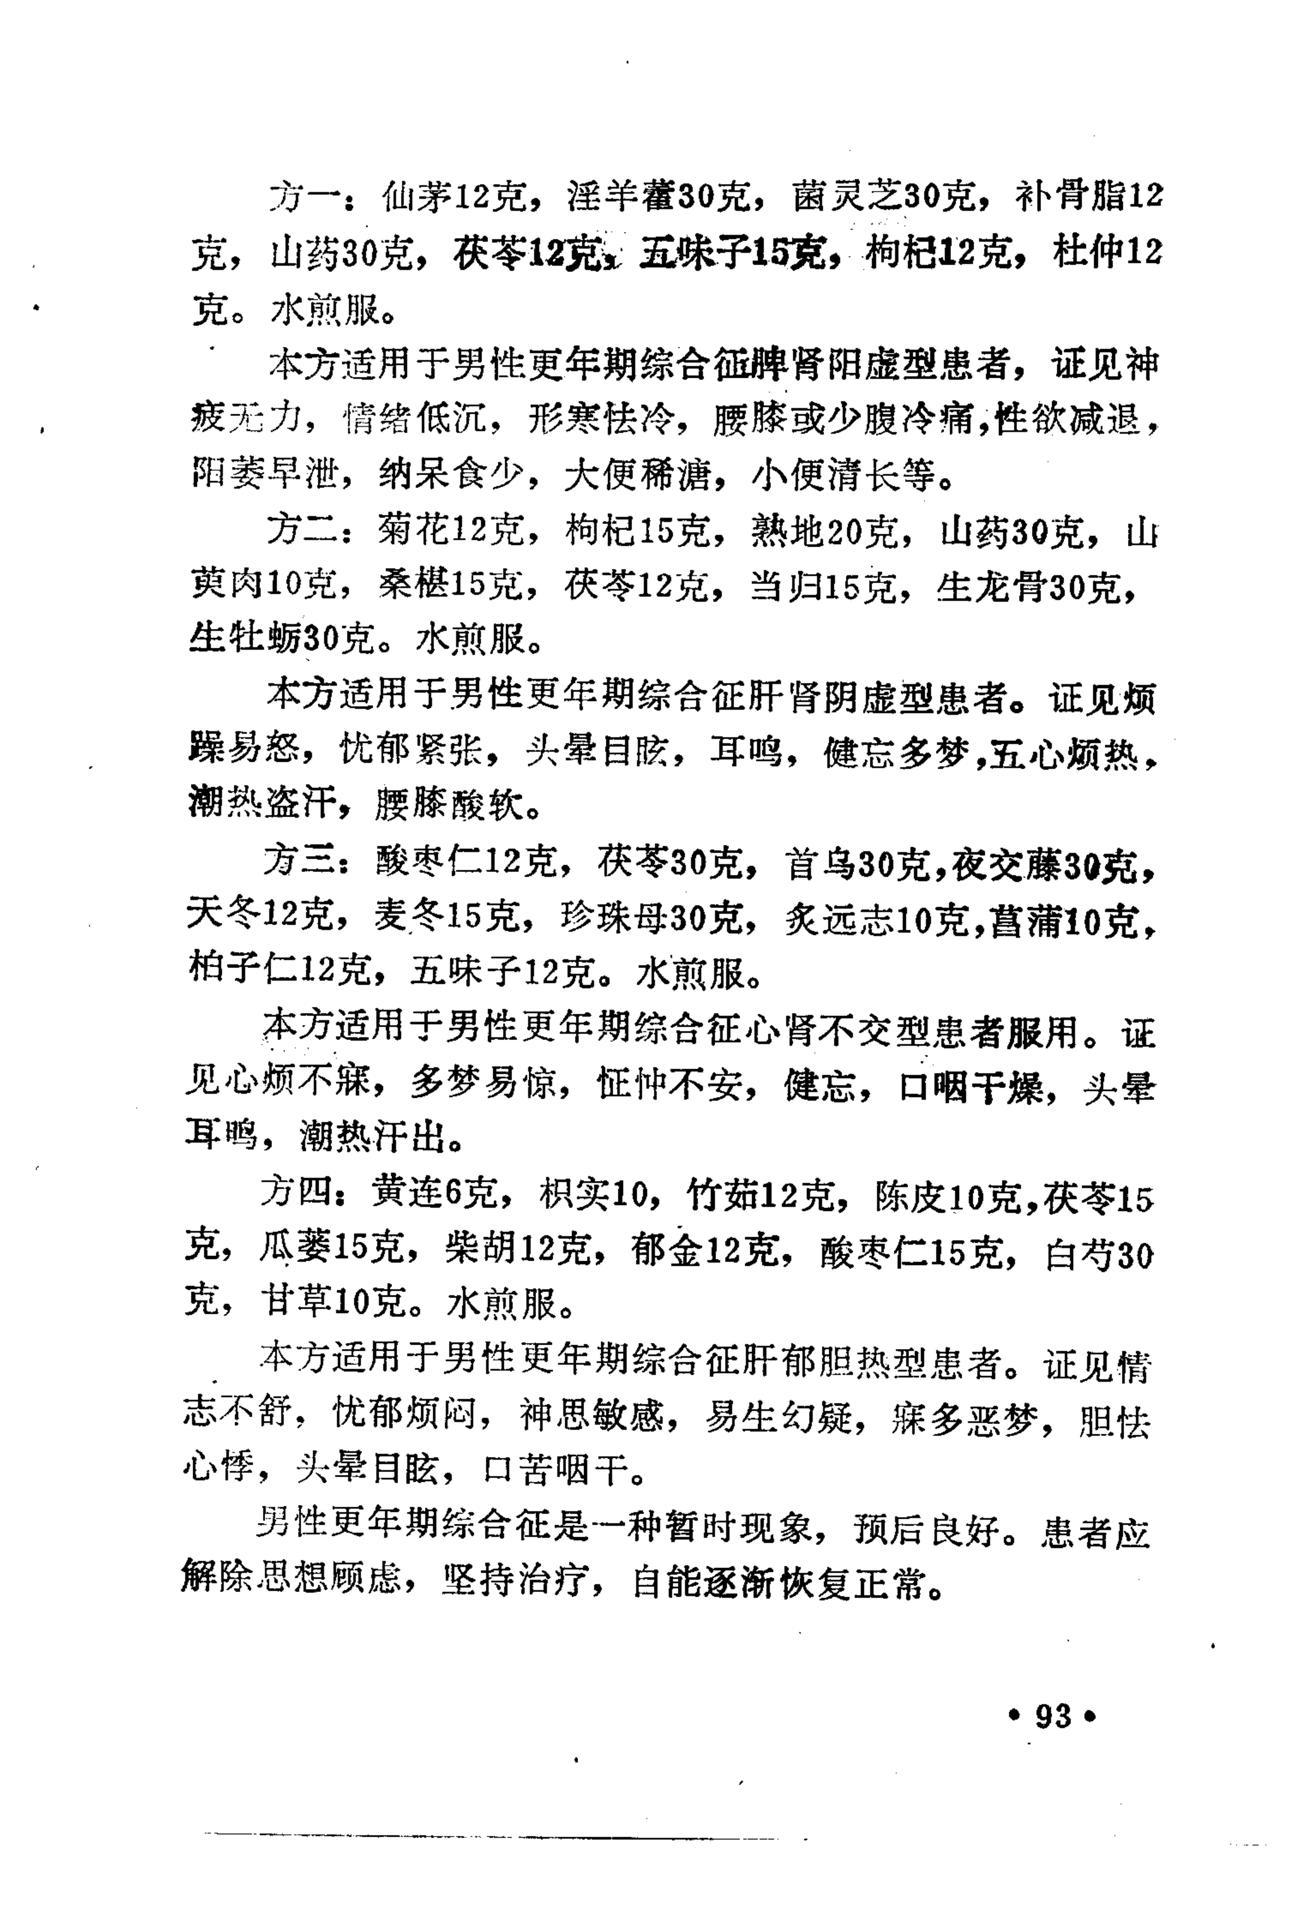 方一：仙茅12克，淫羊藿30克，菌灵芝30克，补骨脂12
克，山药30克，茯苓12克，五味子15克，枸杞12克，杜仲12
克。水煎服。
本方适用于男性更年期综合征脾肾阳虚型患者，证见神
疲无力，情绪低沉，形寒怯冷，腰膝或少腹冷痛，性欲减退，
阳萎早泄，纳呆食少，大便稀溏，小便清长等。
方二：菊花12克，枸杞15克，熟地20克，山药30克，山
萸肉10克，桑椹15克，茯苓12克，当归15克，生龙骨30克，
生牡蛎30克。水煎服。
本方适用于男性更年期综合征肝肾阴虚型患者。证见烦
躁易怒，忧郁紧张，头晕目眩，耳鸣，健忘多梦，五心烦热，
潮热盗汗，腰膝酸软。
方三：酸枣仁12克，茯苓30克，首乌30克，夜交藤30克，
天冬12克，麦冬15克，珍珠母30克，炙远志10克，菖蒲10克，
柏子仁12克，五味子12克。水煎服。
本方适用于男性更年期综合征心肾不交型患者服用。证
见心烦不寐，多梦易惊，怔忡不安，健忘，口咽干燥，头晕
耳鸣，潮热汗出。
方四：黄连6克，枳实10，竹茹12克，陈皮10克，茯苓15
克，瓜蒌15克，柴胡12克，郁金12克，酸枣仁15克，白芍30
克，甘草10克。水煎服。
本方适用于男性更年期综合征肝郁胆热型患者。证见情
志不舒，忧郁烦闷，神思敏感，易生幻疑，寐多恶梦，胆怯
心悸，头晕目眩，口苦咽干。
男性更年期综合征是一种暂时现象，预后良好。患者应
解除思想顾虑，坚持治疗，自能逐渐恢复正常。
•93•